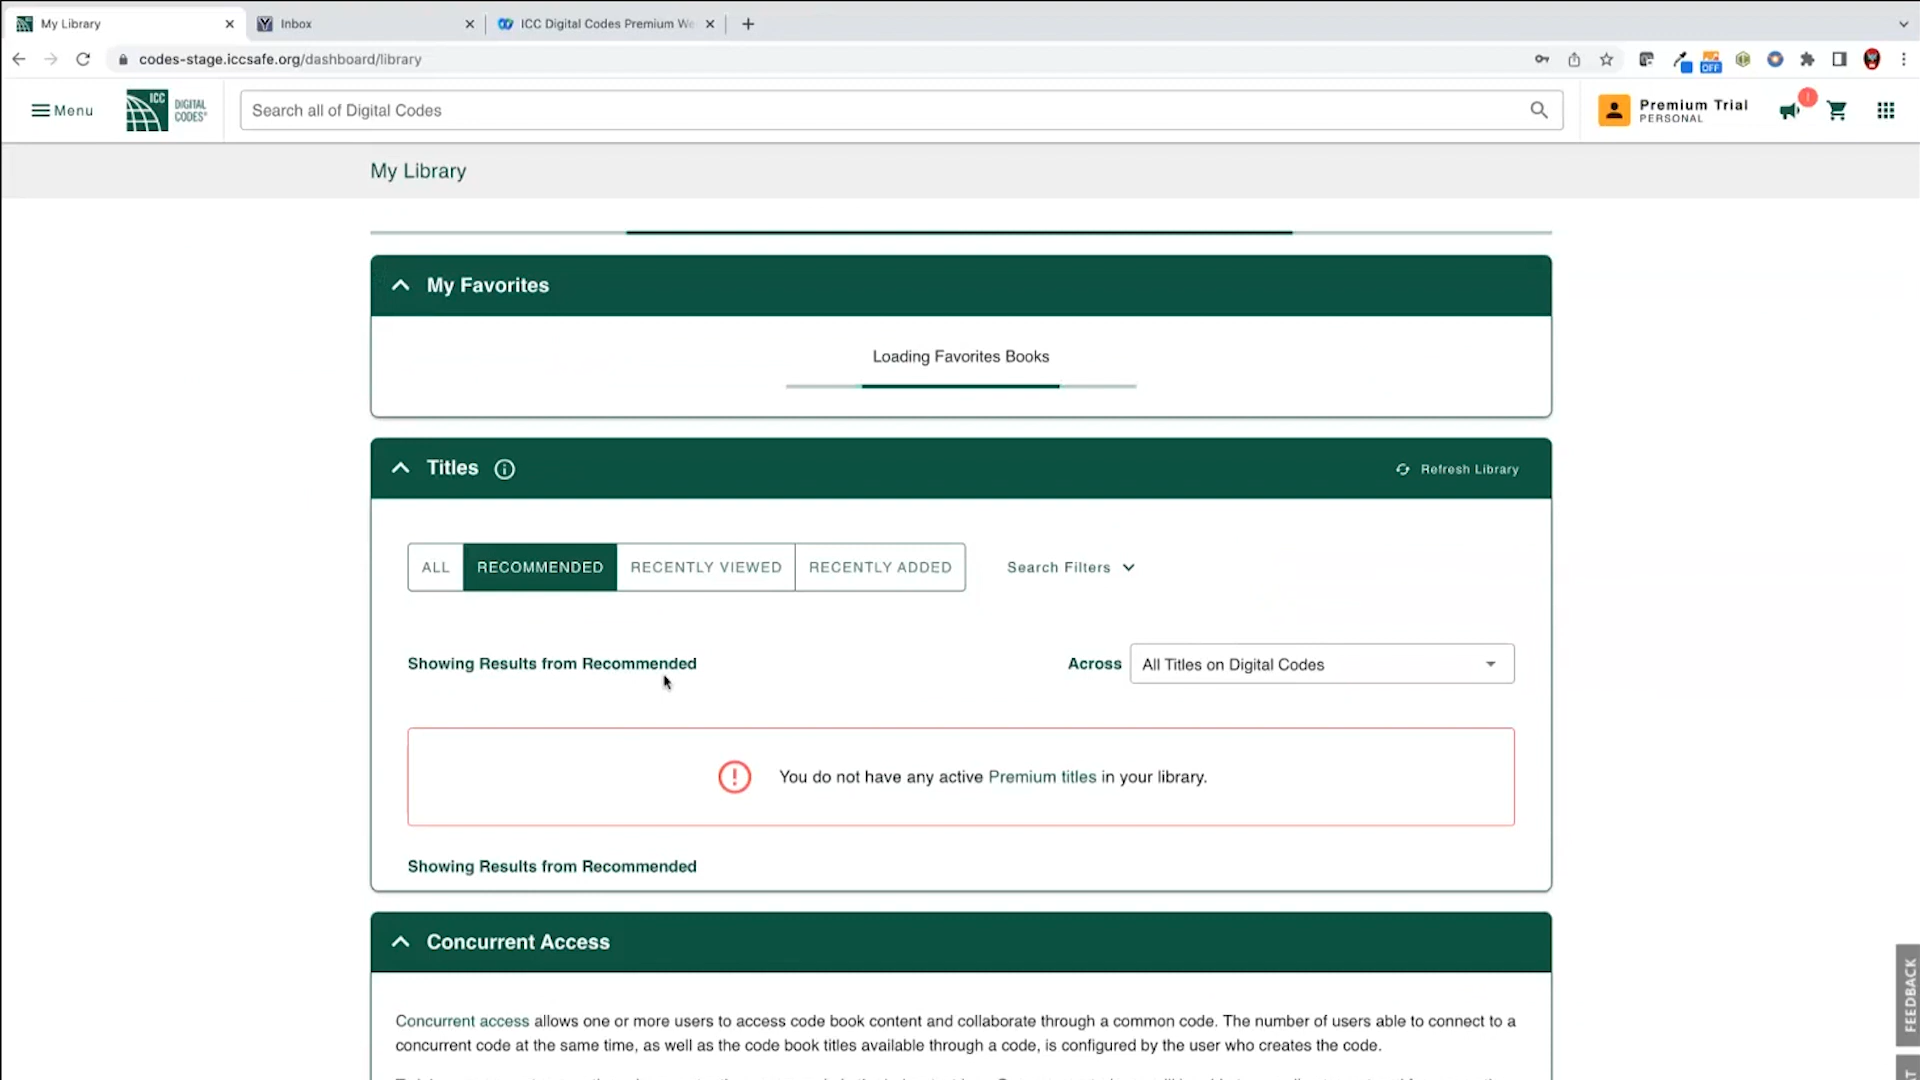 My Library
Inbox
ICC Digital Codes Premium We
codes-stage.iccsafe.org/dashboard/library
OFF
Menu
ICC DIGITAL CODES
Search all of Digital Codes
Premium Trial
PERSONAL
!
My Library
My Favorites
Loading Favorites Books
Titles
Refresh Library
ALL
RECOMMENDED
RECENTLY VIEWED
RECENTLY ADDED
Search Filters
Showing Results from Recommended
Across
All Titles on Digital Codes
You do not have any active Premium titles in your library.
Showing Results from Recommended
Concurrent Access
FEEDBACK
Concurrent access allows one or more users to access code book content and collaborate through a common code. The number of users able to connect to a
concurrent code at the same time, as well as the code book titles available through a code, is configured by the user who creates the code.